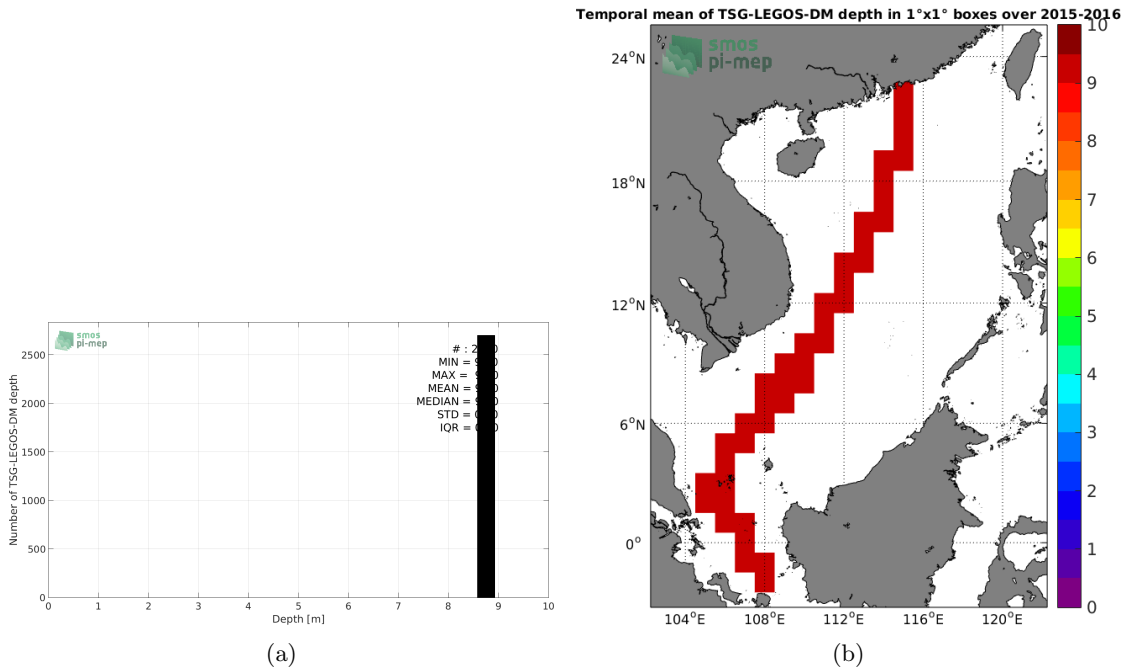 Temporal mean of TSG-LEGOS-DM depth in 1°x1° boxes over 2015-2016
smos
pi-mep
24°N
18°N
12°N
6°N
0°
104°E
108°E
112°E
116°E
120°E
10
9
8
7
6
5
4
3
2
1
0
smos
pi-mep
# :
MIN =
MAX =
MEAN =
MEDIAN =
STD =
IQR =
Number of TSG-LEGOS-DM depth
2500
2000
1500
1000
500
0
0 1 2 3 4 5 6 7 8 9 10
Depth [m]
(a)
(b)